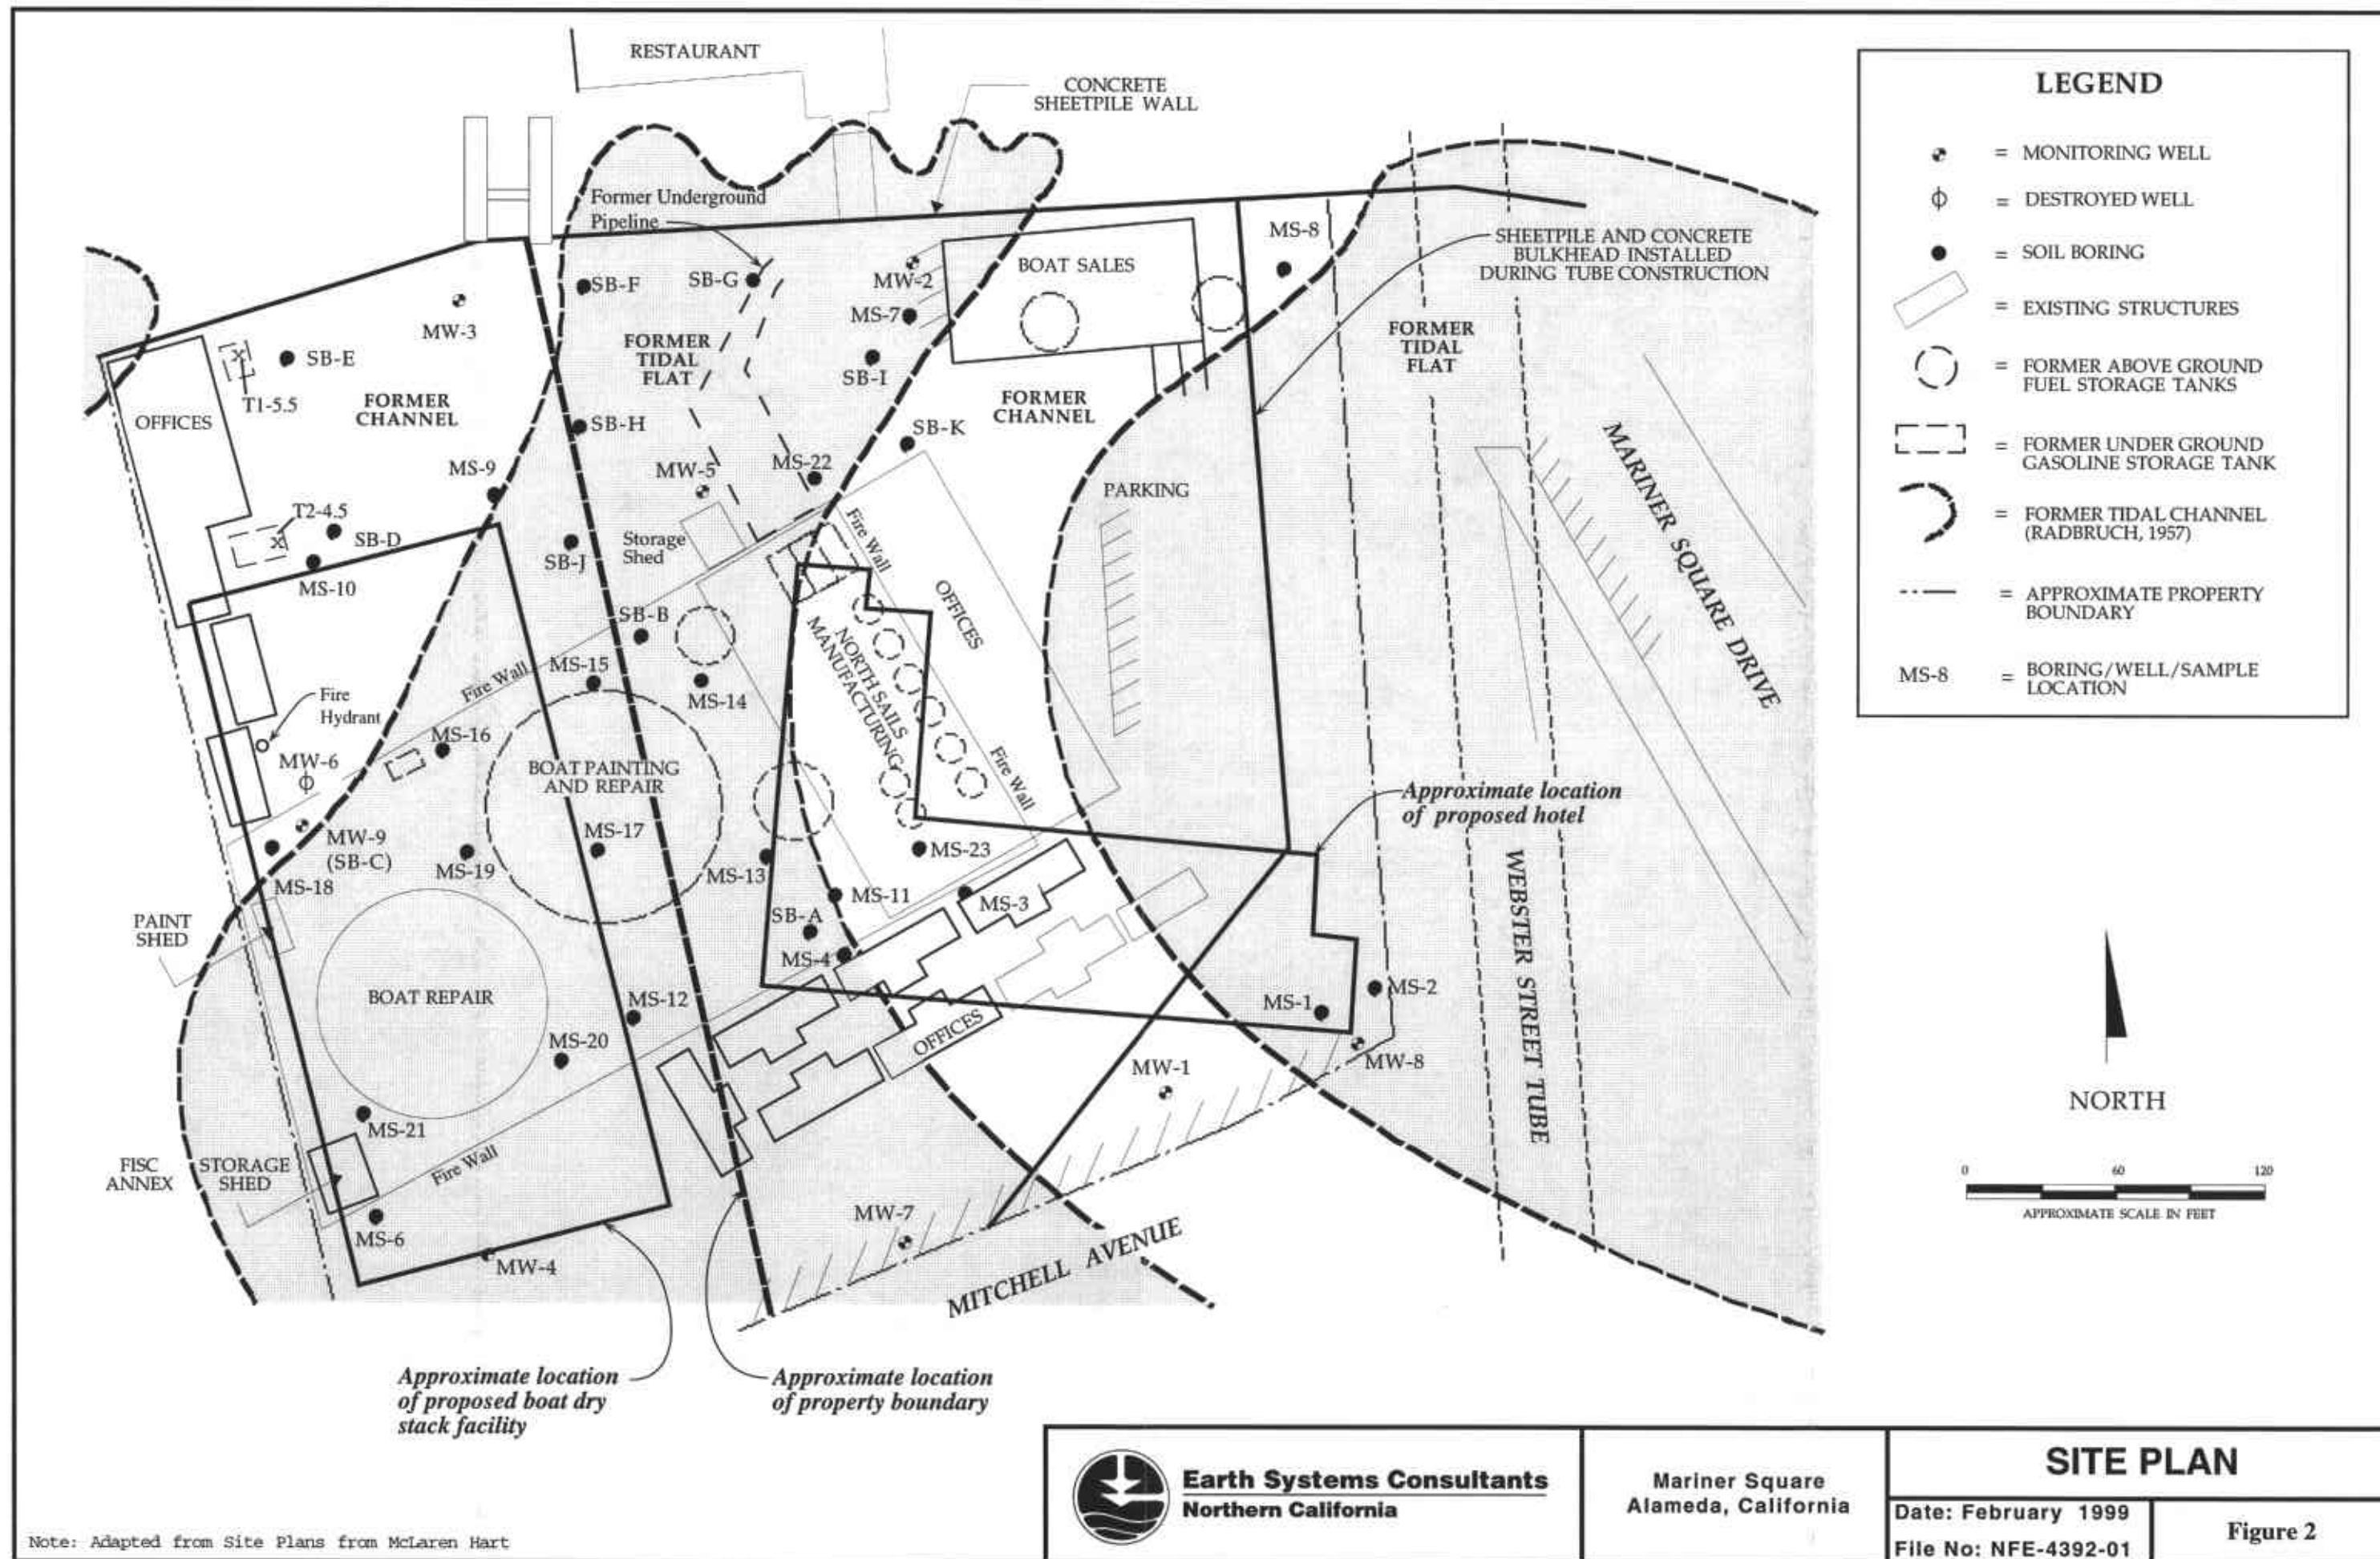 RESTAURANT
CONCRETE
SHEETPILE WALL
Former Underground
Pipeline
MS-8
SHEETPILE AND CONCRETE
BULKHEAD INSTALLED
DURING TUBE CONSTRUCTION
SB-F
SB-G
MW-2
BOAT SALES
MW-3
MS-7
FORMER
TIDAL
FLAT
FORMER
TIDAL
FLAT
SB-E
SB-I
T1-5.5
FORMER
CHANNEL
FORMER
CHANNEL
OFFICES
SB-H
SB-K
MS-9
MW-5
MS-22
PARKING
MARINER SQUARE DRIVE
T2-4.5
SB-D
Storage
Shed
Fire Wall
SB-J
MS-10
OFFICES
SB-B
NORTH SAILS
MANUFACTURING
MS-15
Fire Wall
Fire
Hydrant
MS-14
MS-16
MW-6
BOAT PAINTING
AND REPAIR
Fire Wall
Approximate location
of proposed hotel
MW-9
(SB-C)
MS-17
MS-23
MS-19
MS-13
MS-18
MS-11
MS-3
PAINT
SHED
SB-A
MS-4
WEBSTER STREET TUBE
BOAT REPAIR
MS-12
MS-1
MS-2
OFFICES
MS-20
MW-1
MW-8
MS-21
FISC
ANNEX
STORAGE
SHED
Fire Wall
MW-7
MS-6
MW-4
MITCHELL AVENUE
Approximate location
of proposed boat dry
stack facility
Approximate location
of property boundary
LEGEND
= MONITORING WELL
= DESTROYED WELL
= SOIL BORING
= EXISTING STRUCTURES
= FORMER ABOVE GROUND
FUEL STORAGE TANKS
= FORMER UNDER GROUND
GASOLINE STORAGE TANK
= FORMER TIDAL CHANNEL
(RADBRUCH, 1957)
= APPROXIMATE PROPERTY
BOUNDARY
MS-8 = BORING/WELL/SAMPLE
LOCATION
NORTH
0 60 120
APPROXIMATE SCALE IN FEET
Note: Adapted from Site Plans from McLaren Hart
Earth Systems Consultants
Northern California
Mariner Square
Alameda, California
SITE PLAN
Date: February 1999
File No: NFE-4392-01
Figure 2